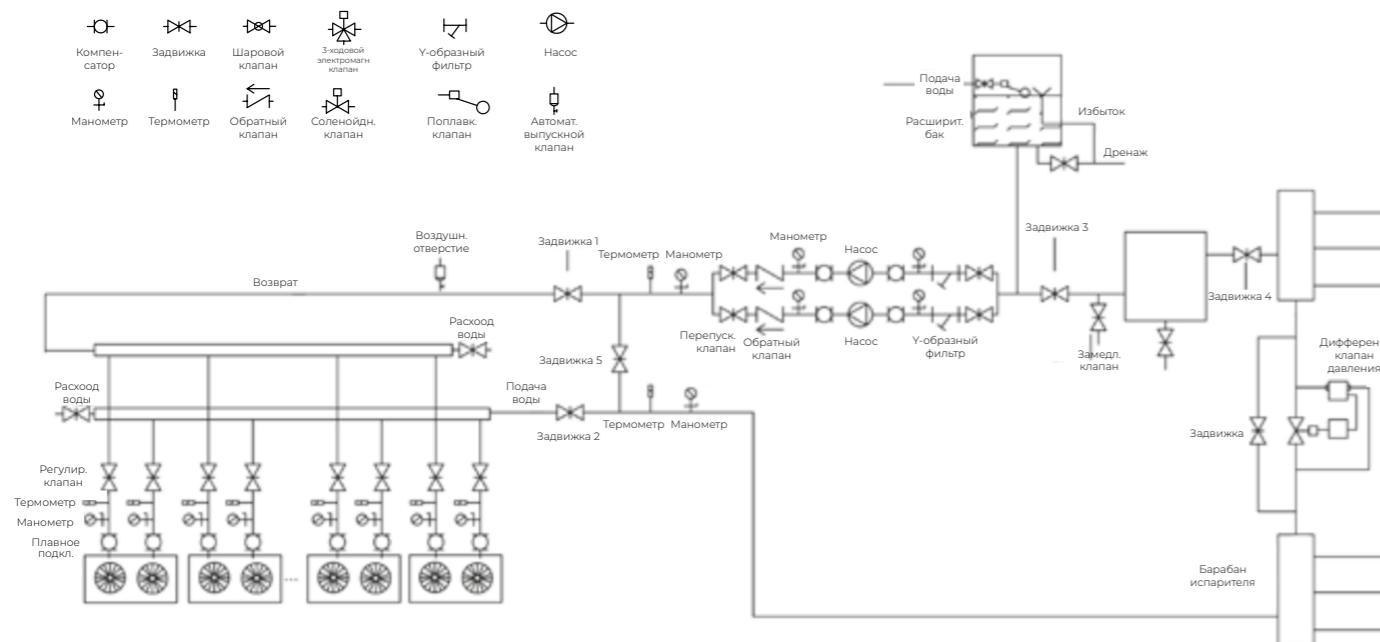 Компен-
сатор
Задвижка
Шаровой
клапан
3-ходовой
электромагн
клапан
Y-образный
фильтр
Насос
Манометр
Термометр
Обратный
клапан
Соленойдн.
клапан
Поплавк.
клапан
Автомат.
выпускной
клапан
Подача
воды
Расширит.
бак
Избыток
Дренаж
Воздушн.
отверстие
Задвижка 1
Термометр
Манометр
Манометр
Насос
Задвижка 3
Возврат
Задвижка 4
Расхоод
воды
Перепуск.
клапан
Обратный
клапан
Насос
Y-образный
фильтр
Замедл.
клапан
Дифферен
клапан
давления
Задвижка 5
Расхоод
воды
Подача
воды
Задвижка 2
Термометр
Манометр
Задвижка
Регулир.
клапан
Термометр
Манометр
Плавное
подкл.
Барабан
испарителя